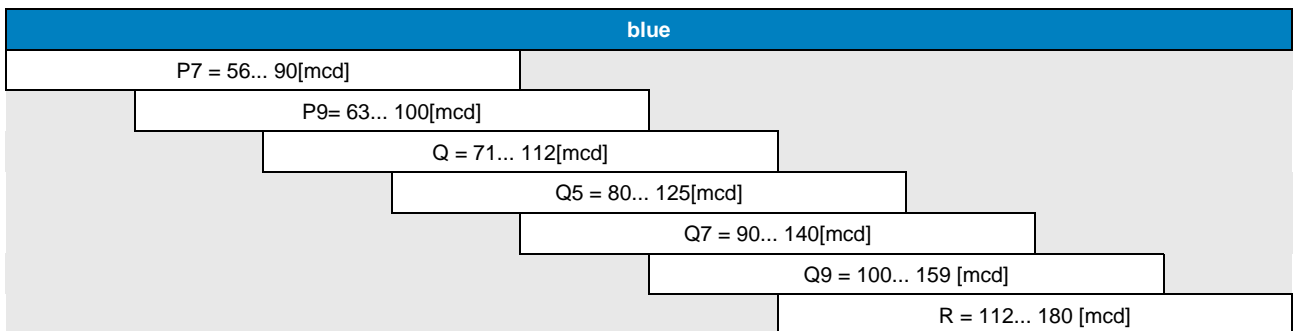 blue
P7 = 56... 90[mcd]
P9= 63... 100[mcd]
Q = 71... 112[mcd]
Q5 = 80... 125[mcd]
Q7 = 90... 140[mcd]
Q9 = 100... 159 [mcd]
R = 112... 180 [mcd]